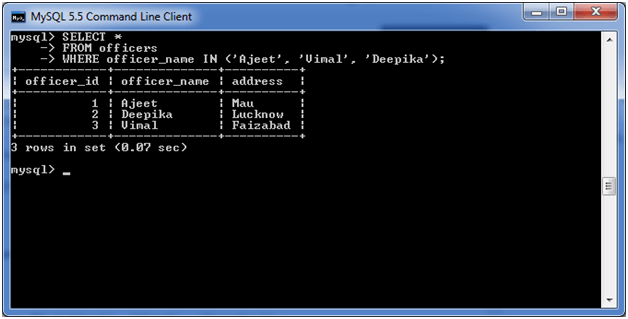 MySQL 5.5 Command Line Client
mysql> SELECT *
    -> FROM officers
    -> WHERE officer_name IN ('Ajeet', 'Vimal', 'Deepika');
+------------+--------------+----------+
| officer_id | officer_name | address  |
+------------+--------------+----------+
|          1 | Ajeet        | Mau      |
|          2 | Deepika      | Lucknow  |
|          3 | Vimal        | Faizabad |
+------------+--------------+----------+
3 rows in set (0.07 sec)
mysql> _